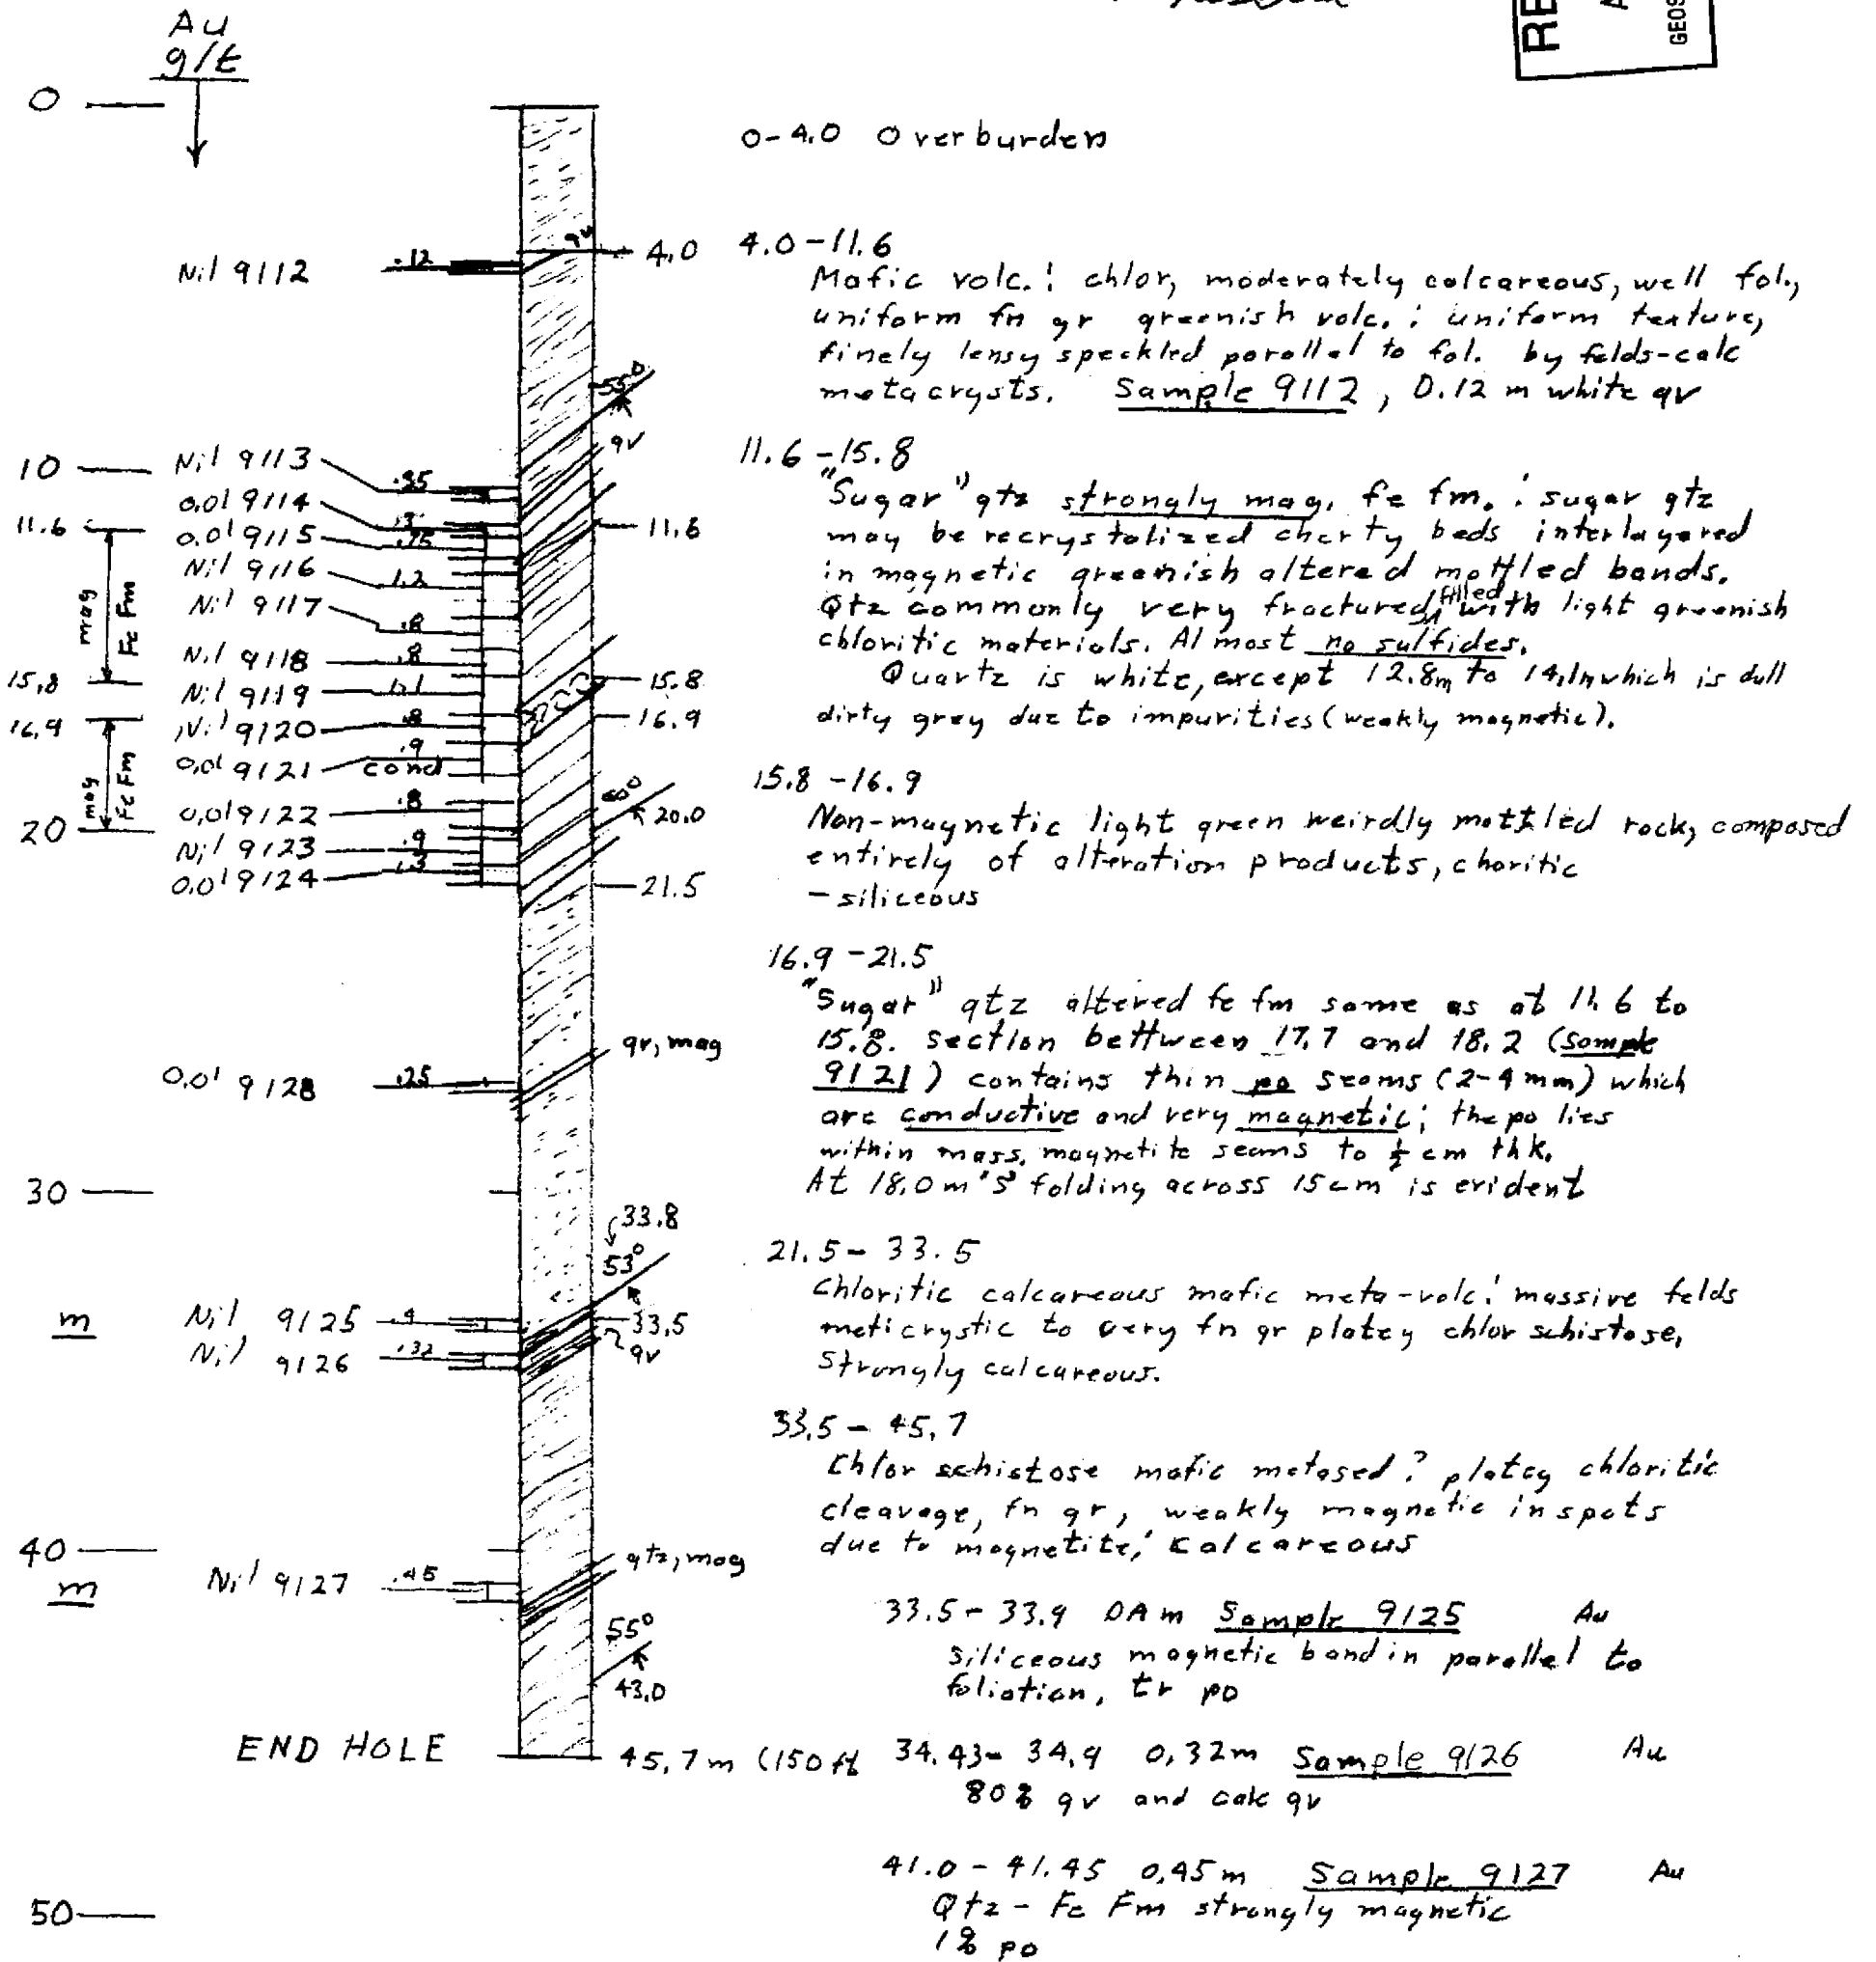 RE
A
GEOS
Au
g/t
0
10
11.6
mag
Fe Fm
15.8
16.9
mag
Fe Fm
20
30
m
40
m
50
Nil 9112 .12
Nil 9113
0.01 9114
0.01 9115 .75
Nil 9116 1.2
Nil 9117 .8
Nil 9118 .8
Nil 9119 1.1
Nil 9120 .8
0.01 9121 .9
cond
0.01 9122 .8
Nil 9123 .9
0.01 9124 1.3
0.01 9128 .25
Nil 9125 .4
Nil 9126 .32
Nil 9127 .45
END HOLE
qv
4.0
55°
qv
11.6
15.8
16.9
60°
20.0
21.5
qv, mag
33.8
53°
33.5
qv
qtz, mag
55°
43.0
45.7 m (150 ft
0-4.0 Overburden
4.0-11.6
Mafic volc.: chlor, moderately calcareous, well fol.,
uniform fn gr greenish volc.: uniform texture,
finely lensy speckled parallel to fol. by felds-calc
metacrysts. Sample 9112, 0.12 m white qv
11.6-15.8
"Sugar" qtz strongly mag. fe fm.: sugar qtz
may be recrystalized cherty beds interlayered
in magnetic greenish altered mottled bands.
Qtz commonly very fractured, filled with light greenish
chloritic materials. Almost no sulfides.
Quartz is white, except 12.8m to 14.1m which is dull
dirty grey due to impurities (weakly magnetic).
15.8-16.9
Non-magnetic light green weirdly mottled rock, composed
entirely of alteration products, choritic
-siliceous
16.9-21.5
"Sugar" qtz altered fe fm same as at 11.6 to
15.8. section bettween 17.7 and 18.2 (sample
9121) contains thin po seams (2-4 mm) which
are conductive and very magnetic; the po lies
within mass. magnetite seams to ½ cm thk.
At 18.0 m 'S' folding across 15 cm is evident
21.5-33.5
Chloritic calcareous mafic meta-volc: massive felds
meticrystic to very fn gr platey chlor schistose,
strongly calcareous.
33.5-45.7
Chlor schistose mafic metased? platey chloritic
cleavage, fn gr, weakly magnetic in spots
due to magnetite; calcareous
33.5-33.9 0.4 m Sample 9125 Au
siliceous magnetic band in parallel to
foliation, tr po
34.43-34.9 0.32m Sample 9126 Au
80% qv and calc qv
41.0-41.45 0.45m Sample 9127 Au
Qtz-Fe Fm strongly magnetic
1% po